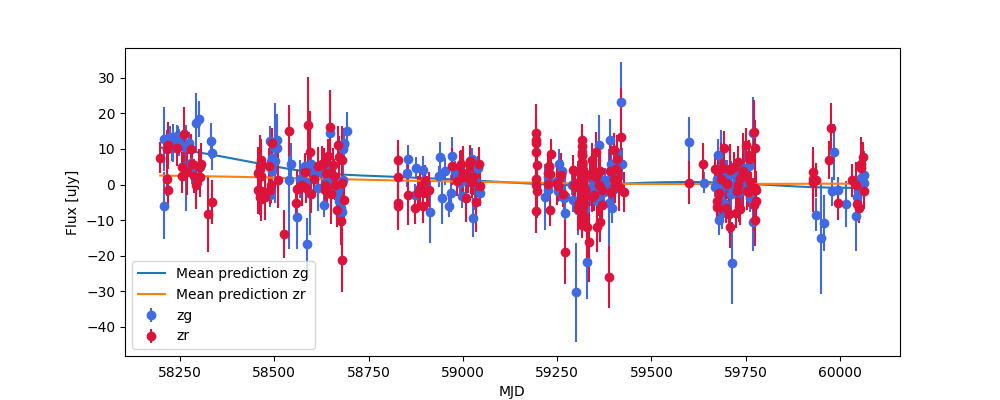 30
20
10
0
−10
−20
−30
−40
Flux [uJy]
Mean prediction zg
Mean prediction zr
zg
zr
58250 58500 58750 59000 59250 59500 59750 60000
MJD